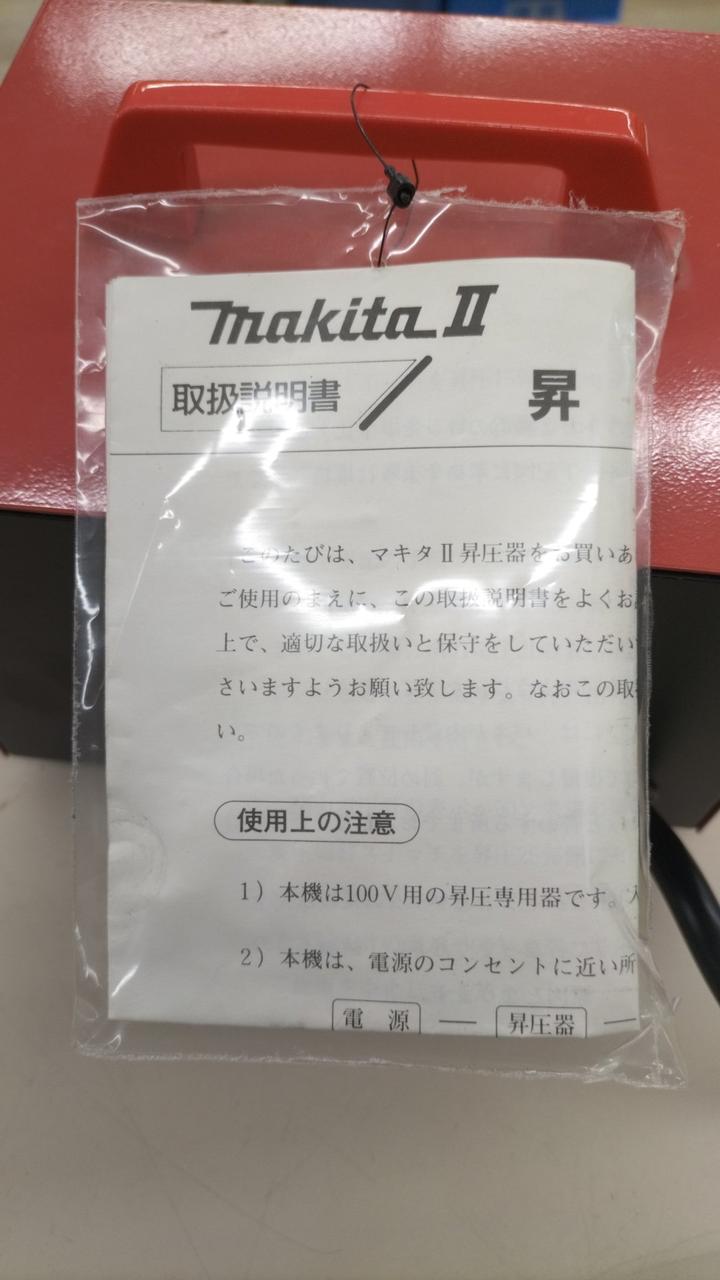 makita II
取扱説明書
昇
このたびは、マキタⅡ昇圧器をお買いあ
ご使用のまえに、この取扱説明書をよくお
上で、適切な取扱いと保守をしていただい
さいますようお願い致します。なおこの取
い。
使用上の注意
1）本機は100V用の昇圧専用器です。入
2）本機は、電源のコンセントに近い所
電 源 — 昇圧器 —